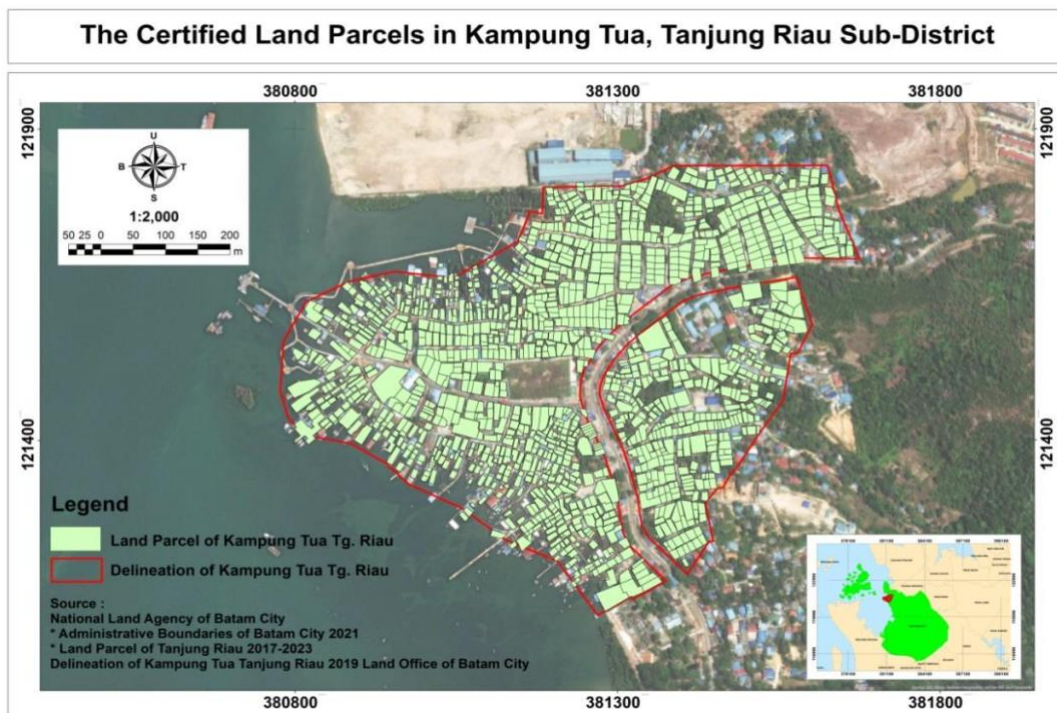 The Certified Land Parcels in Kampung Tua, Tanjung Riau Sub-District
380800 381300 381800
121900
121900
U
B T
S
1:2,000
50 25 0 50 100 150 200
m
121400
121400
Legend
Land Parcel of Kampung Tua Tg. Riau
Delineation of Kampung Tua Tg. Riau
Source :
National Land Agency of Batam City
* Administrative Boundaries of Batam City 2021
* Land Parcel of Tanjung Riau 2017-2023
Delineation of Kampung Tua Tanjung Riau 2019 Land Office of Batam City
380800 381300 381800